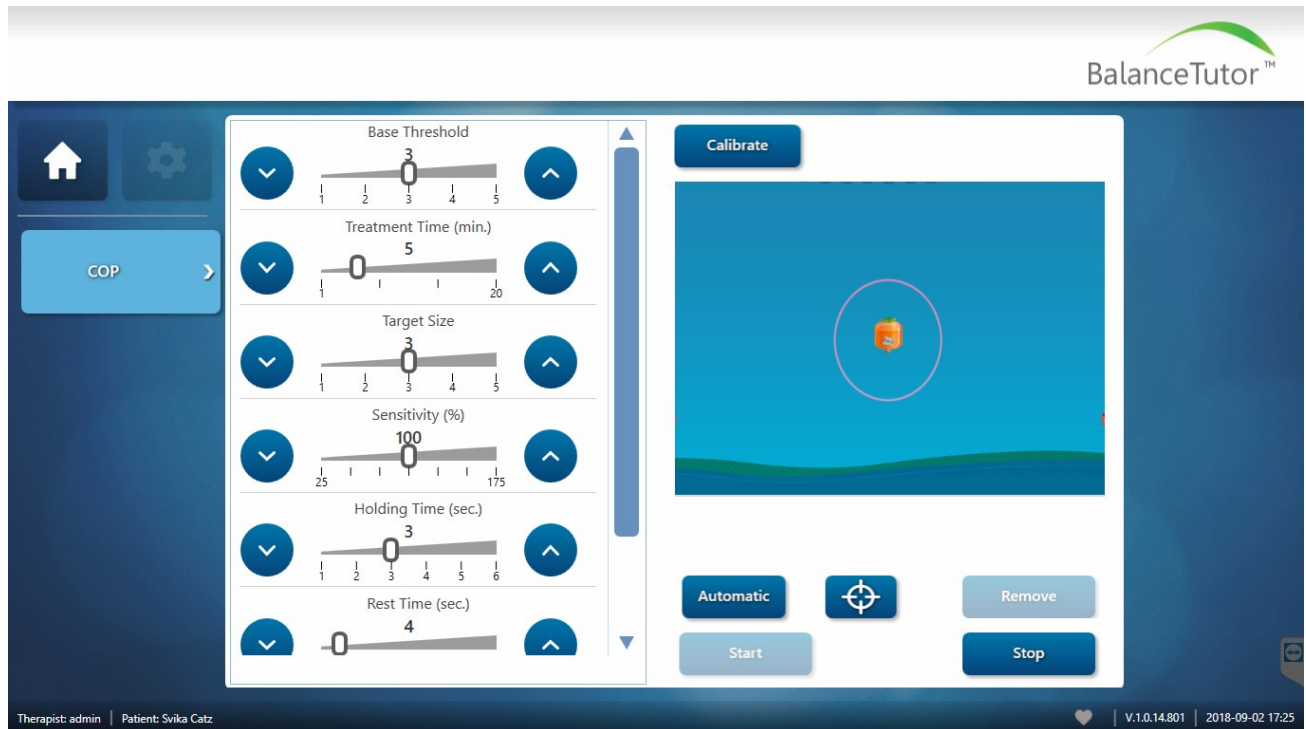 BalanceTutor™
COP
Base Threshold
3
1 2 3 4 5
Treatment Time (min.)
5
1 20
Target Size
3
1 2 3 4 5
Sensitivity (%)
100
25 175
Holding Time (sec.)
3
1 2 3 4 5 6
Rest Time (sec.)
4
Calibrate
Automatic
Remove
Start
Stop
Therapist: admin | Patient: Svika Catz
V.1.0.14.801 | 2018-09-02 17:25